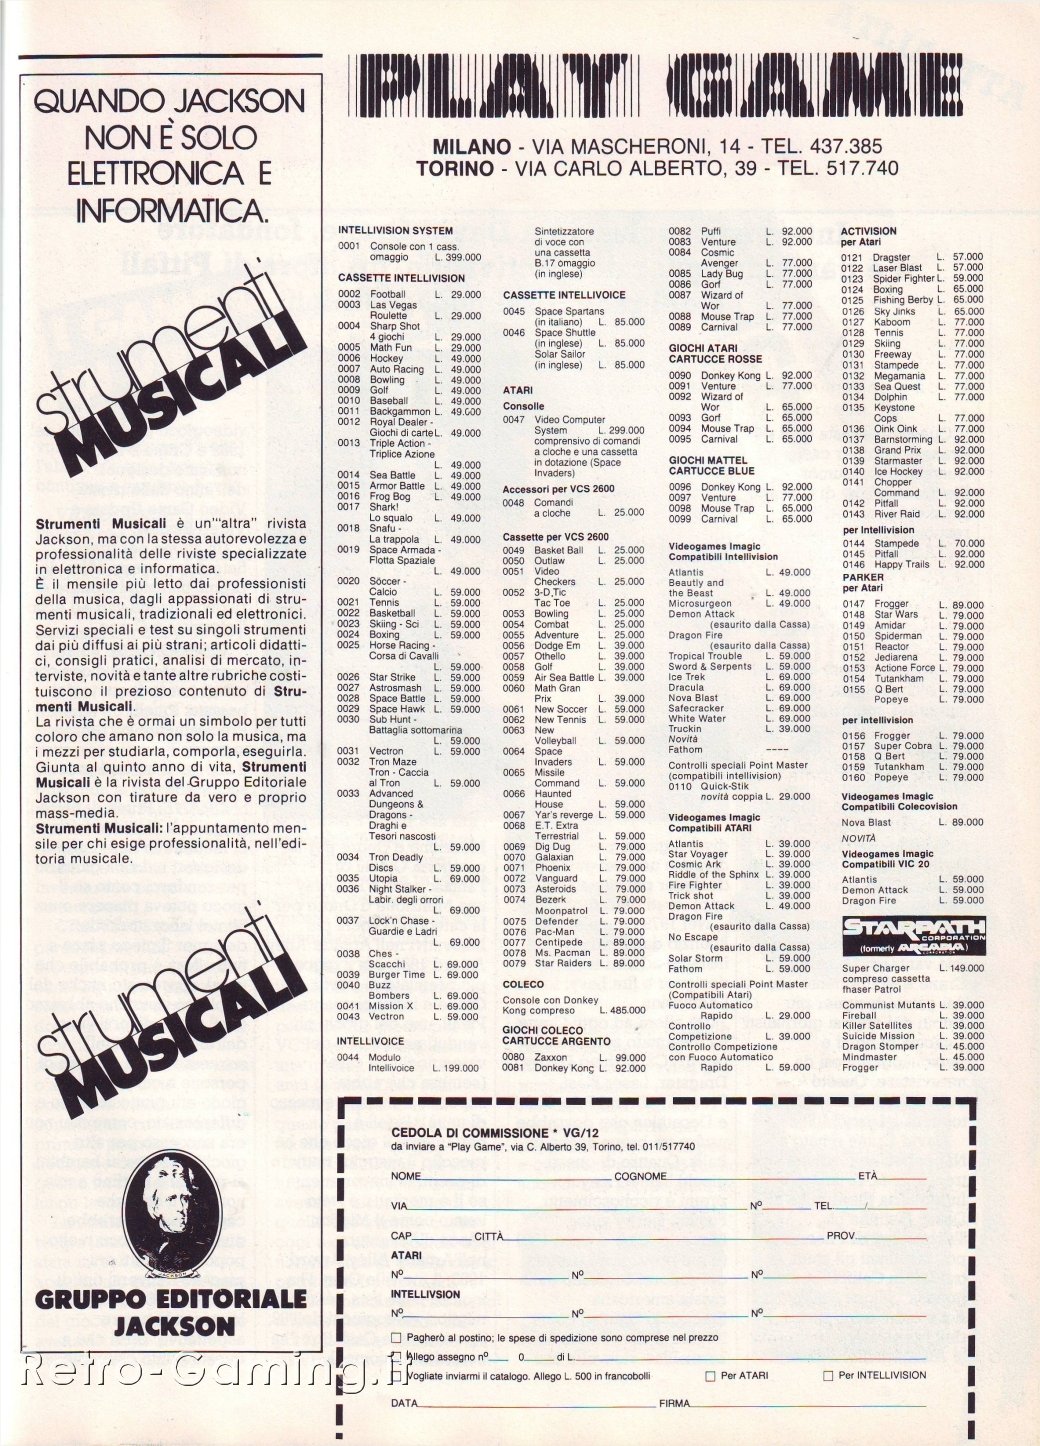 QUANDO JACKSON
NON È SOLO
ELETTRONICA E
INFORMATICA.
strumenti
MUSICALI
Strumenti Musicali è un'"altra" rivista
Jackson, ma con la stessa autorevolezza e
professionalità delle riviste specializzate
in elettronica e informatica.
È il mensile più letto dai professionisti
della musica, dagli appassionati di stru-
menti musicali, tradizionali ed elettronici.
Servizi speciali e test su singoli strumenti
dai più diffusi ai più strani; articoli didatti-
ci, consigli pratici, analisi di mercato, in-
terviste, novità e tante altre rubriche costi-
tuiscono il prezioso contenuto di Stru-
menti Musicali.
La rivista che è ormai un simbolo per tutti
coloro che amano non solo la musica, ma
i mezzi per studiarla, comporla, eseguirla.
Giunta al quinto anno di vita, Strumenti
Musicali è la rivista del Gruppo Editoriale
Jackson con tirature da vero e proprio
mass-media.
Strumenti Musicali: l'appuntamento men-
sile per chi esige professionalità, nell'edi-
toria musicale.
strumenti
MUSICALI
JACKSON
GRUPPO EDITORIALE
JACKSON
PLAY GAME
MILANO - VIA MASCHERONI, 14 - TEL. 437.385
TORINO - VIA CARLO ALBERTO, 39 - TEL. 517.740
INTELLIVISION SYSTEM
0001 Console con 1 cass.
omaggio L. 399.000
CASSETTE INTELLIVISION
0002 Football L. 29.000
0003 Las Vegas
Roulette L. 29.000
0004 Sharp Shot
4 giochi L. 29.000
0005 Math Fun L. 29.000
0006 Hockey L. 49.000
0007 Auto Racing L. 49.000
0008 Bowling L. 49.000
0009 Golf L. 49.000
0010 Baseball L. 49.000
0011 Backgammon L. 49.000
0012 Royal Dealer -
Giochi di carte L. 49.000
0013 Triple Action -
Triplice Azione
L. 49.000
0014 Sea Battle L. 49.000
0015 Armor Battle L. 49.000
0016 Frog Bog L. 49.000
0017 Shark!
Lo squalo L. 49.000
0018 Snafu -
La trappola L. 49.000
0019 Space Armada -
Flotta Spaziale
L. 49.000
0020 Soccer -
Calcio L. 59.000
0021 Tennis L. 59.000
0022 Basketball L. 59.000
0023 Skiing - Sci L. 59.000
0024 Boxing L. 59.000
0025 Horse Racing -
Corsa di Cavalli
L. 59.000
0026 Star Strike L. 59.000
0027 Astrosmash L. 59.000
0028 Space Battle L. 59.000
0029 Space Hawk L. 59.000
0030 Sub Hunt -
Battaglia sottomarina
L. 59.000
0031 Vectron L. 59.000
0032 Tron Maze
Tron - Caccia
al Tron L. 59.000
0033 Advanced
Dungeons &
Dragons -
Draghi e
Tesori nascosti
L. 59.000
0034 Tron Deadly
Discs L. 59.000
0035 Utopia L. 69.000
0036 Night Stalker -
Labir. degli orrori
L. 69.000
0037 Lock'n Chase -
Guardie e Ladri
L. 69.000
0038 Ches -
Scacchi L. 69.000
0039 Burger Time L. 69.000
0040 Buzz
Bombers L. 69.000
0041 Mission X L. 69.000
0043 Vectron L. 59.000
INTELLIVOICE
0044 Modulo
Intellivoice L. 199.000
Sintetizzatore
di voce con
una cassetta
B.17 omaggio
(in inglese)
CASSETTE INTELLIVOICE
0045 Space Spartans
(in italiano) L. 85.000
0046 Space Shuttle
(in inglese) L. 85.000
Solar Sailor
(in inglese) L. 85.000
ATARI
Consolle
0047 Video Computer
System L. 299.000
comprensivo di comandi
a cloche e una cassetta
in dotazione (Space
Invaders)
Accessori per VCS 2600
0048 Comandi
a cloche L. 25.000
Cassette per VCS 2600
0049 Basket Ball L. 25.000
0050 Outlaw L. 25.000
0051 Video
Checkers L. 25.000
0052 3-D,Tic
Tac Toe L. 25.000
0053 Bowling L. 25.000
0054 Combat L. 25.000
0055 Adventure L. 25.000
0056 Dodge Em L. 39.000
0057 Othello L. 39.000
0058 Golf L. 39.000
0059 Air Sea Battle L. 39.000
0060 Math Gran
Prix L. 39.000
0061 New Soccer L. 59.000
0062 New Tennis L. 59.000
0063 New
Volleyball L. 59.000
0064 Space
Invaders L. 59.000
0065 Missile
Command L. 59.000
0066 Haunted
House L. 59.000
0067 Yar's reverge L. 59.000
0068 E.T. Extra
Terrestrial L. 59.000
0069 Dig Dug L. 79.000
0070 Galaxian L. 79.000
0071 Phoenix L. 79.000
0072 Vanguard L. 79.000
0073 Asteroids L. 79.000
0074 Bezerk L. 79.000
Moonpatrol L. 79.000
0075 Defender L. 79.000
0076 Pac-Man L. 79.000
0077 Centipede L. 89.000
0078 Ms. Pacman L. 89.000
0079 Star Raiders L. 89.000
COLECO
Console con Donkey
Kong compreso L. 485.000
GIOCHI COLECO
CARTUCCE ARGENTO
0080 Zaxxon L. 99.000
0081 Donkey Konç L. 92.000
0082 Puffi L. 92.000
0083 Venture L. 92.000
0084 Cosmic
Avenger L. 77.000
0085 Lady Bug L. 77.000
0086 Gorf L. 77.000
0087 Wizard of
Wor L. 77.000
0088 Mouse Trap L. 77.000
0089 Carnival L. 77.000
GIOCHI ATARI
CARTUCCE ROSSE
0090 Donkey Kong L. 92.000
0091 Venture L. 77.000
0092 Wizard of
Wor L. 65.000
0093 Gorf L. 65.000
0094 Mouse Trap L. 65.000
0095 Carnival L. 65.000
GIOCHI MATTEL
CARTUCCE BLUE
0096 Donkey Kong L. 92.000
0097 Venture L. 77.000
0098 Mouse Trap L. 65.000
0099 Carnival L. 65.000
Videogames Imagic
Compatibili Intellivision
Atlantis L. 49.000
Beautly and
the Beast L. 49.000
Microsurgeon L. 49.000
Demon Attack
(esaurito dalla Cassa)
Dragon Fire
(esaurito dalla Cassa)
Tropical Trouble L. 59.000
Sword & Serpents L. 59.000
Ice Trek L. 69.000
Dracula L. 69.000
Nova Blast L. 69.000
Safecracker L. 69.000
White Water L. 69.000
Truckin L. 39.000
Novità
Fathom ----
Controlli speciali Point Master
(compatibili intellivision)
0110 Quick-Stik
novità coppia L. 29.000
Videogames Imagic
Compatibili ATARI
Atlantis L. 39.000
Star Voyager L. 39.000
Cosmic Ark L. 39.000
Riddle of the Sphinx L. 39.000
Fire Fighter L. 39.000
Trick shot L. 39.000
Demon Attack L. 49.000
Dragon Fire
(esaurito dalla Cassa)
No Escape
(esaurito dalla Cassa)
Solar Storm L. 59.000
Fathom L. 59.000
Controlli speciali Point Master
(Compatibili Atari)
Fuoco Automatico
Rapido L. 29.000
Controllo
Competizione L. 39.000
Controllo Competizione
con Fuoco Automatico
Rapido L. 59.000
ACTIVISION
per Atari
0121 Dragster L. 57.000
0122 Laser Blast L. 57.000
0123 Spider Fighter L. 59.000
0124 Boxing L. 65.000
0125 Fishing Berby L. 65.000
0126 Sky Jinks L. 65.000
0127 Kaboom L. 77.000
0128 Tennis L. 77.000
0129 Skiing L. 77.000
0130 Freeway L. 77.000
0131 Stampede L. 77.000
0132 Megamania L. 77.000
0133 Sea Quest L. 77.000
0134 Dolphin L. 77.000
0135 Keystone
Cops L. 77.000
0136 Oink Oink L. 77.000
0137 Barnstorming L. 92.000
0138 Grand Prix L. 92.000
0139 Starmaster L. 92.000
0140 Ice Hockey L. 92.000
0141 Chopper
Command L. 92.000
0142 Pitfall L. 92.000
0143 River Raid L. 92.000
per Intellivision
0144 Stampede L. 70.000
0145 Pitfall L. 92.000
0146 Happy Trails L. 92.000
PARKER
per Atari
0147 Frogger L. 89.000
0148 Star Wars L. 79.000
0149 Amidar L. 79.000
0150 Spiderman L. 79.000
0151 Reactor L. 79.000
0152 Jediarena L. 79.000
0153 Actione Force L. 79.000
0154 Tutankham L. 79.000
0155 Q Bert L. 79.000
Popeye L. 79.000
per intellivision
0156 Frogger L. 79.000
0157 Super Cobra L. 79.000
0158 Q Bert L. 79.000
0159 Tutankham L. 79.000
0160 Popeye L. 79.000
Videogames Imagic
Compatibili Colecovision
Nova Blast L. 89.000
NOVITÀ
Videogames Imagic
Compatibili VIC 20
Atlantis L. 59.000
Demon Attack L. 59.000
Dragon Fire L. 59.000
STARPATH
CORPORATION
(formerly ARCADIA)
Super Charger L. 149.000
compreso cassetta
fhaser Patrol
Communist Mutants L. 39.000
Fireball L. 39.000
Killer Satellites L. 39.000
Suicide Mission L. 39.000
Dragon Stomper L. 45.000
Mindmaster L. 45.000
Frogger L. 39.000
CEDOLA DI COMMISSIONE * VG/12
da inviare a "Play Game", via C. Alberto 39, Torino, tel. 011/517740
NOME COGNOME ETÀ
VIA Nº TEL. /
CAP CITTÀ PROV.
ATARI
Nº Nº Nº
INTELLIVSION
Nº Nº Nº
Pagherò al postino; le spese di spedizione sono comprese nel prezzo
Allego assegno nº 0 di L.
Vogliate inviarmi il catalogo. Allego L. 500 in francobolli Per ATARI Per INTELLIVISION
DATA FIRMA
Retro-Gaming.it